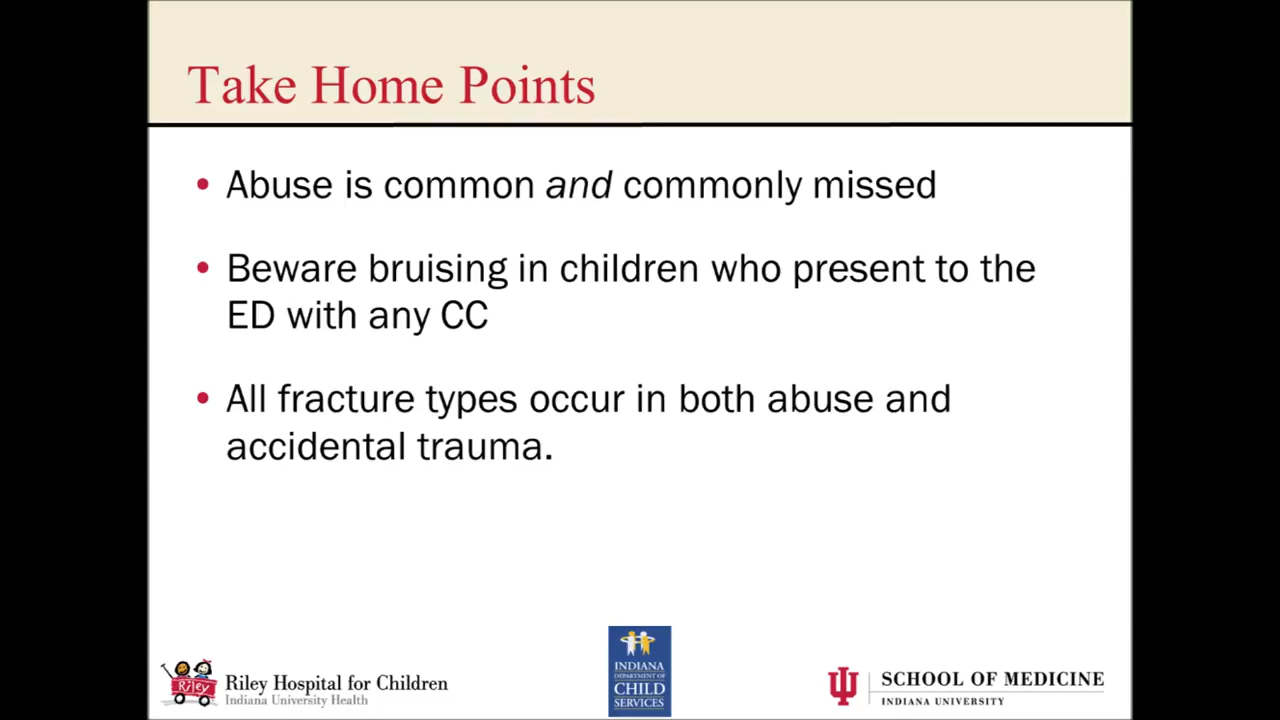 Take Home Points
• Abuse is common and commonly missed
• Beware bruising in children who present to the
ED with any CC
• All fracture types occur in both abuse and
accidental trauma.
Riley
Riley Hospital for Children
Indiana University Health
INDIANA
DEPARTMENT OF
CHILD
SERVICES
SCHOOL OF MEDICINE
INDIANA UNIVERSITY